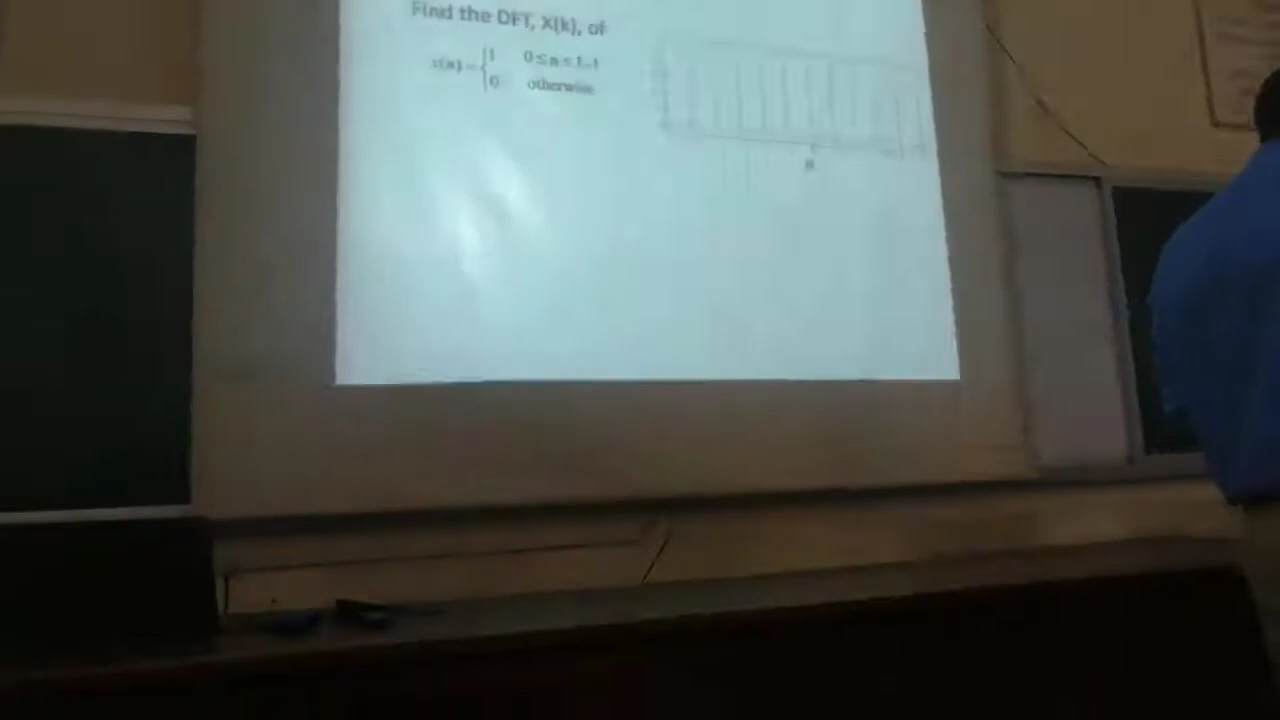 Find the DFT, X(k), of
x(n) = { 1 0 ≤ n ≤ L-1
0 otherwise
n